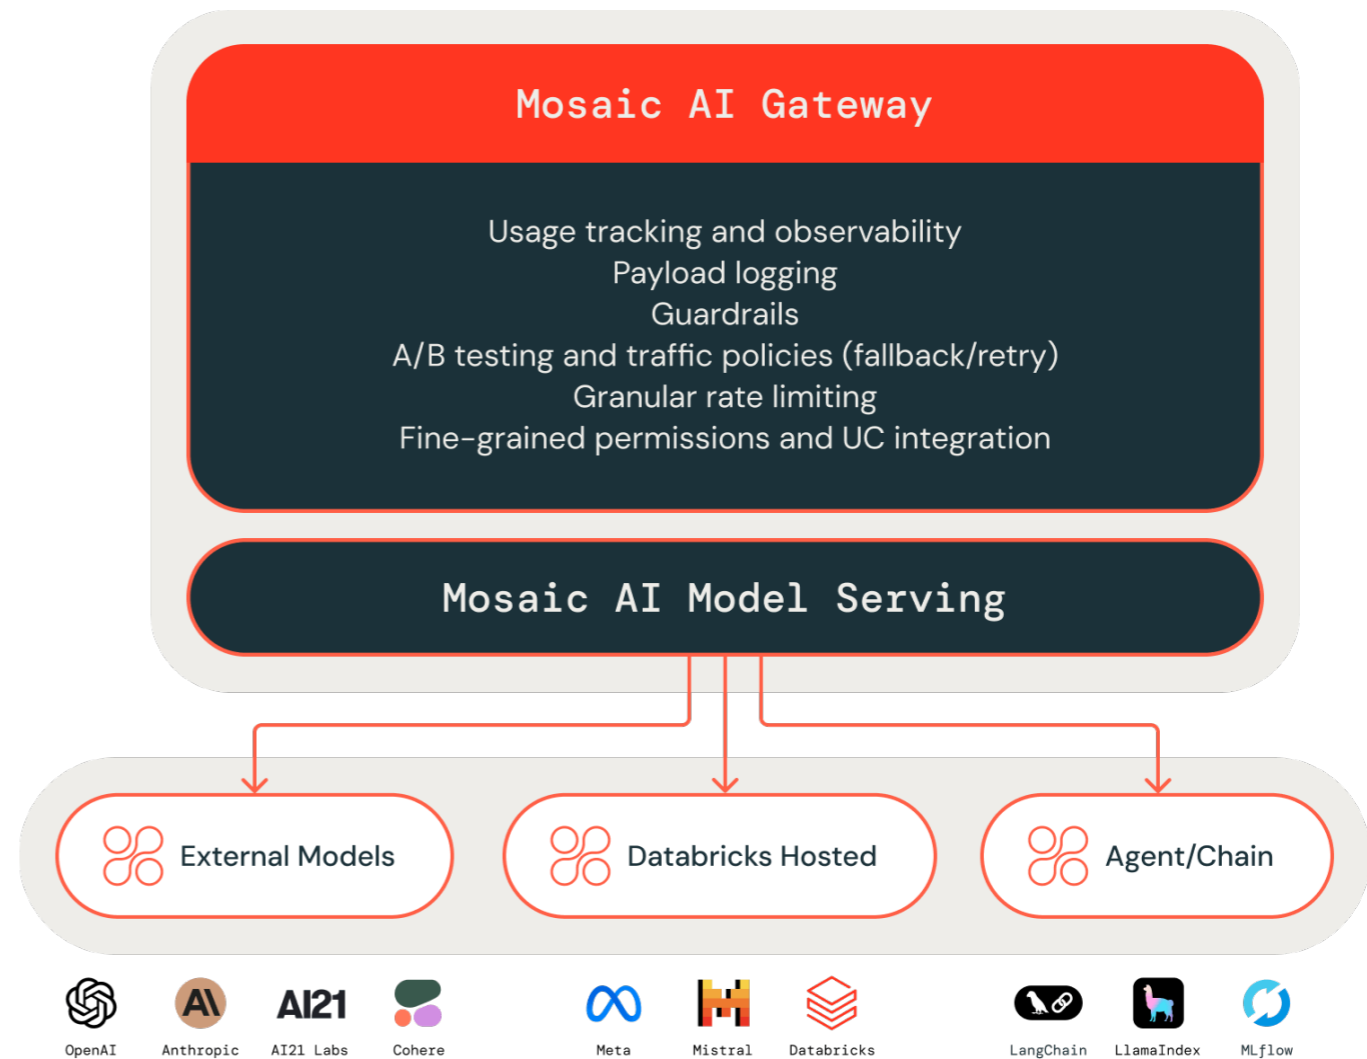 Mosaic AI Gateway
Usage tracking and observability
Payload logging
Guardrails
A/B testing and traffic policies (fallback/retry)
Granular rate limiting
Fine-grained permissions and UC integration
Mosaic AI Model Serving
External Models
Databricks Hosted
Agent/Chain
AI21
OpenAI
Anthropic
AI21 Labs
Cohere
Meta
Mistral
Databricks
LangChain
LlamaIndex
MLflow